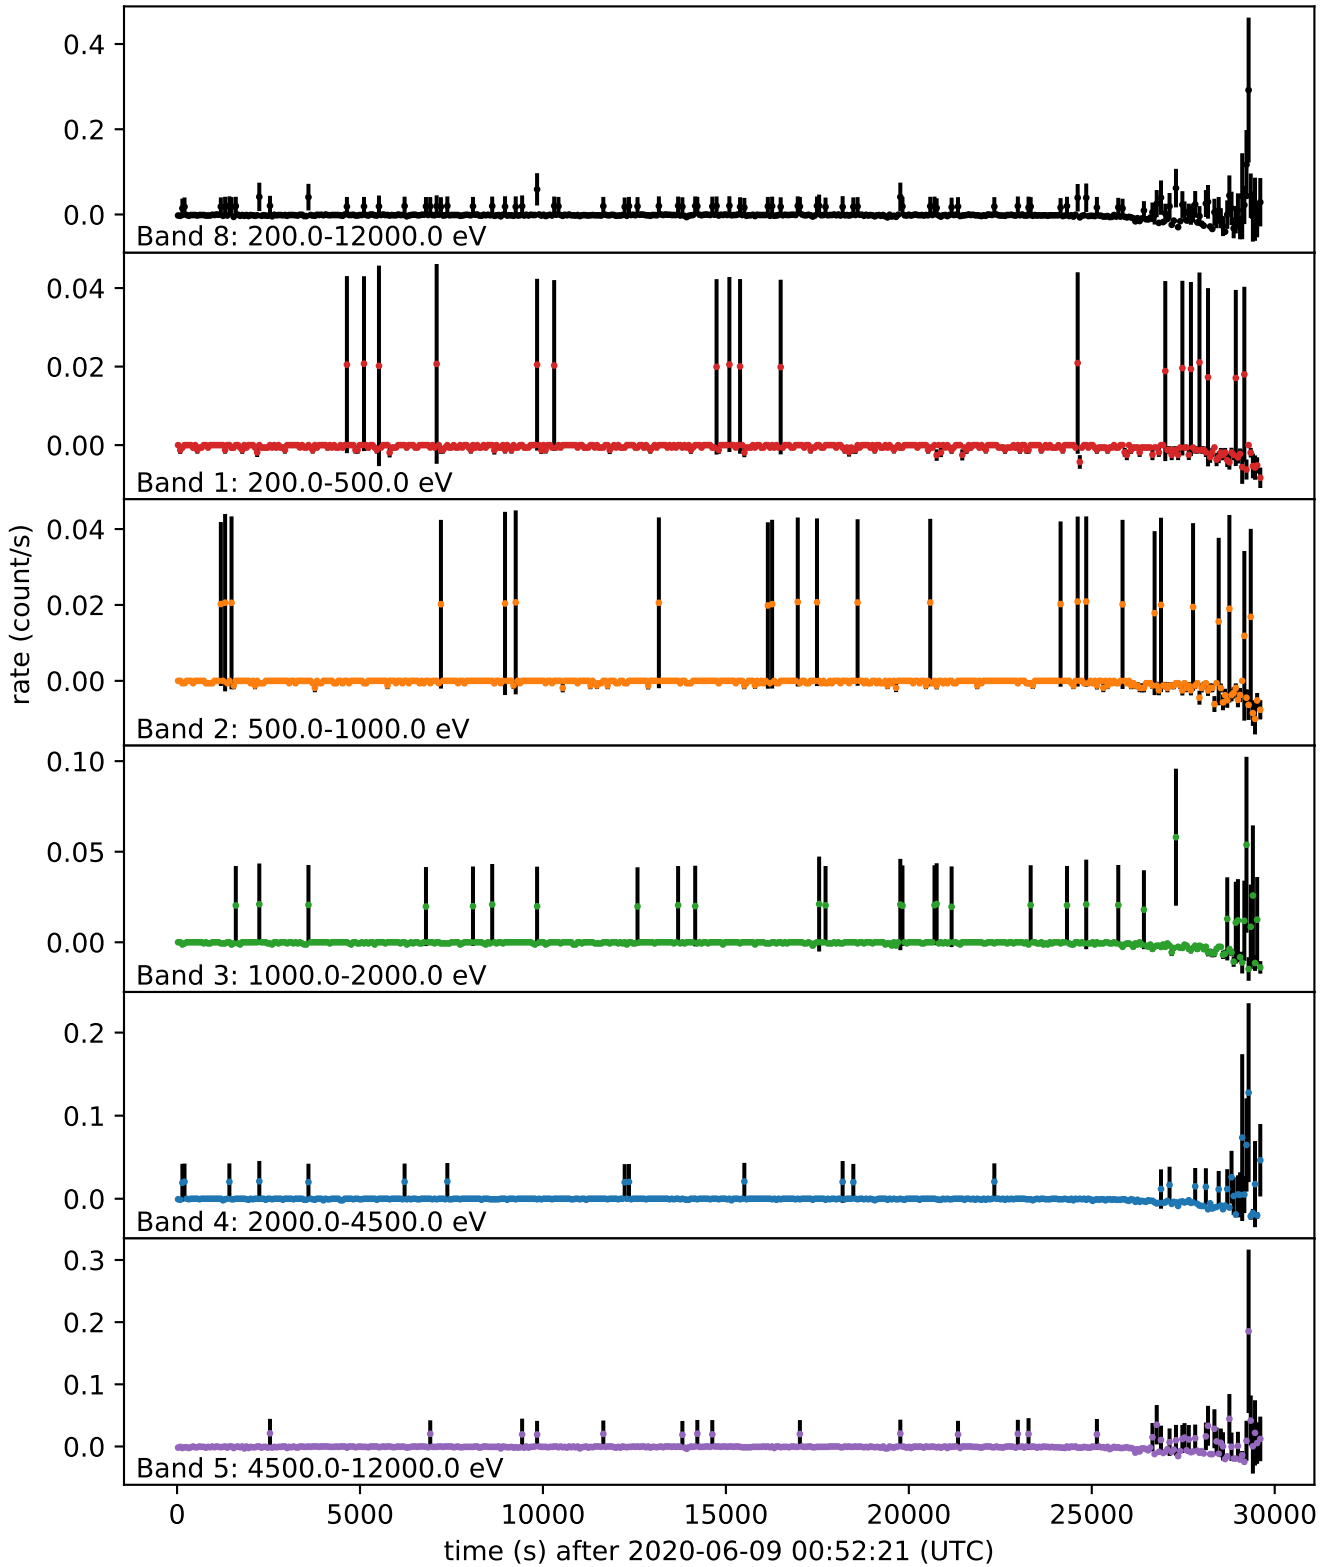 0.4
0.2
0.0
Band 8: 200.0-12000.0 eV
0.04
0.02
0.00
Band 1: 200.0-500.0 eV
0.04
0.02
0.00
Band 2: 500.0-1000.0 eV
rate (count/s)
0.10
0.05
0.00
Band 3: 1000.0-2000.0 eV
0.2
0.1
0.0
Band 4: 2000.0-4500.0 eV
0.3
0.2
0.1
0.0
Band 5: 4500.0-12000.0 eV
0 5000 10000 15000 20000 25000 30000
time (s) after 2020-06-09 00:52:21 (UTC)